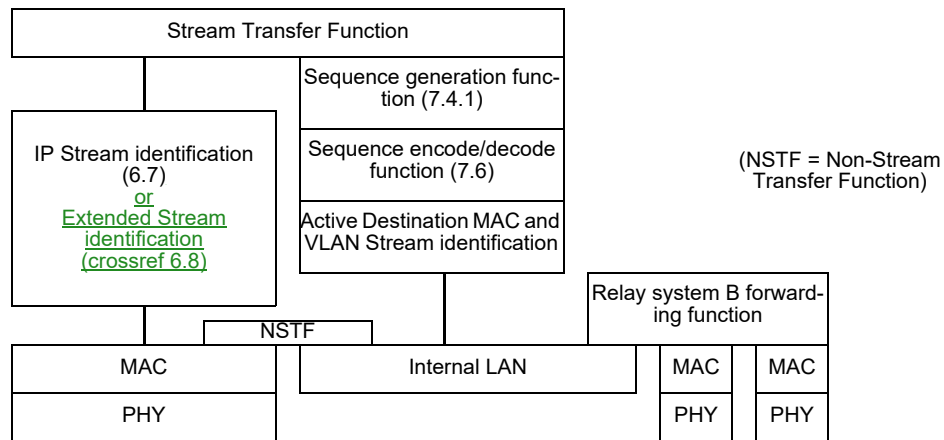 Stream Transfer Function
Sequence generation func-
tion (7.4.1)
IP Stream identification
(6.7)
or
Extended Stream
identification
(crossref 6.8)
Sequence encode/decode
function (7.6)
(NSTF = Non-Stream
Transfer Function)
Active Destination MAC and
VLAN Stream identification
Relay system B forward-
ing function
NSTF
MAC
Internal LAN
MAC
MAC
PHY
PHY
PHY